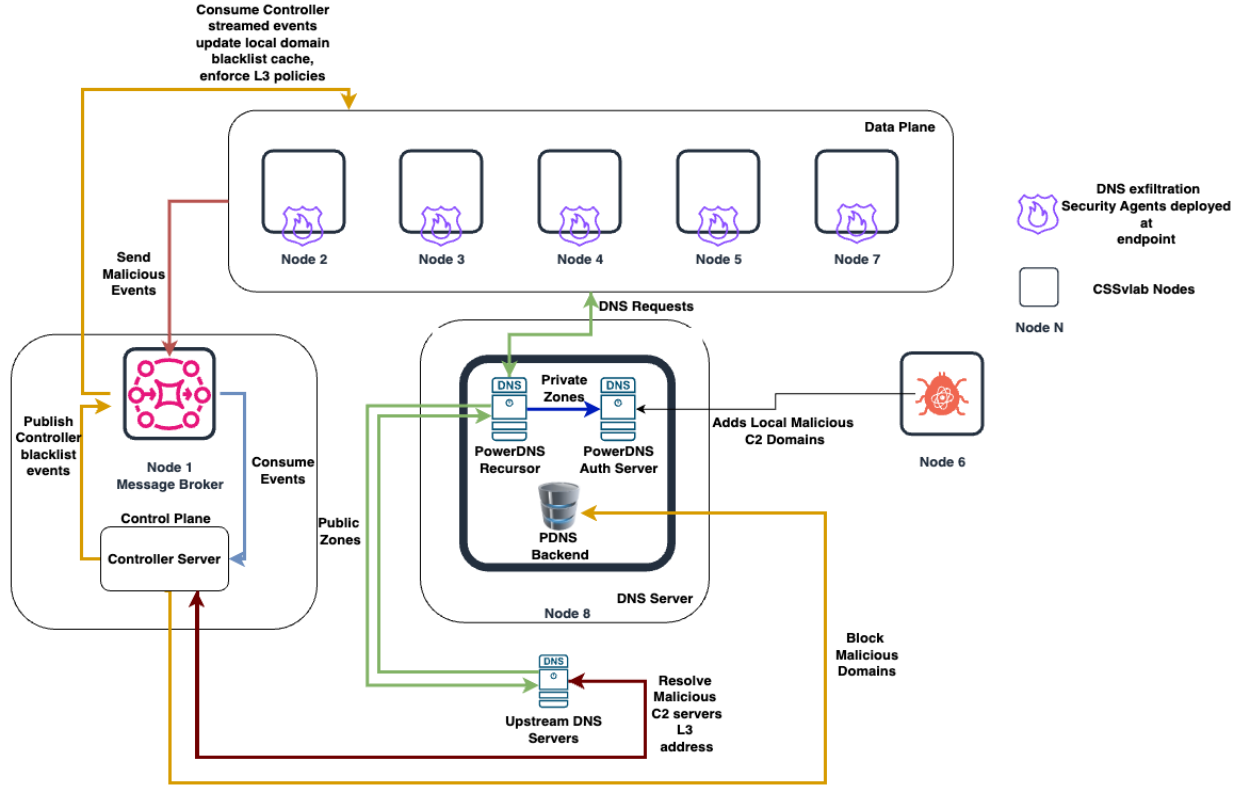 Consume Controller
streamed events
update local domain
blacklist cache,
enforce L3 policies
Data Plane
Node 2
Node 3
Node 4
Node 5
Node 7
DNS exfiltration
Security Agents deployed
at
endpoint
CSSvlab Nodes
Node N
Send
Malicious
Events
DNS Requests
Publish
Controller
blacklist
events
Node 1
Message Broker
Consume
Events
Control Plane
Controller Server
DNS
Private
Zones
DNS
PowerDNS
Recursor
PowerDNS
Auth Server
PDNS
Backend
DNS Server
Node 8
Public
Zones
Adds Local Malicious
C2 Domains
Node 6
Block
Malicious
Domains
DNS
Upstream DNS
Servers
Resolve
Malicious
C2 servers
L3
address